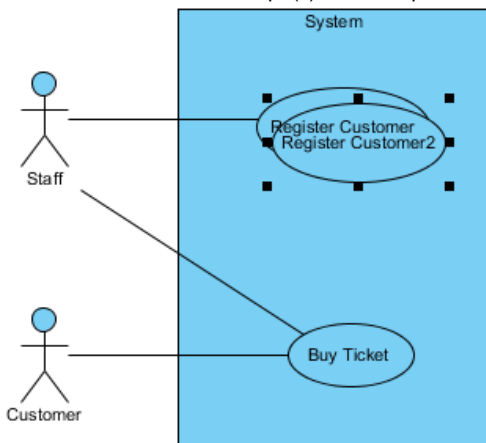 System
Register Customer
Register Customer2
Staff
Buy Ticket
Customer